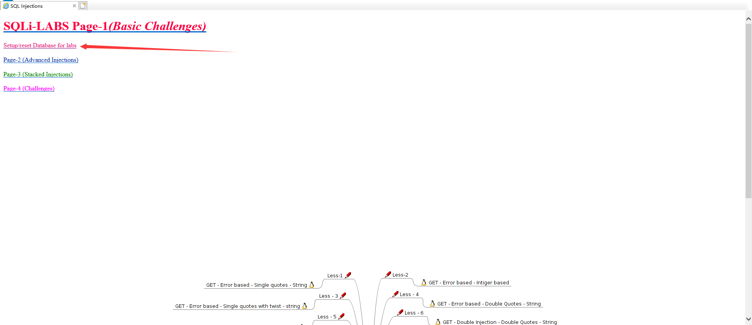 SQL Injections
SQLi-LABS Page-1(Basic Challenges)
Setup/reset Database for labs
Page-2 (Advanced Injections)
Page-3 (Stacked Injections)
Page-4 (Challenges)
Less-1
Less-2
GET - Error based - Single quotes - String
GET - Error based - Intiger based
Less - 3
Less - 4
GET - Error based - Single quotes with twist - string
GET - Error based - Double Quotes - String
Less - 5
Less - 6
GET - Double Injection - Double Quotes - String